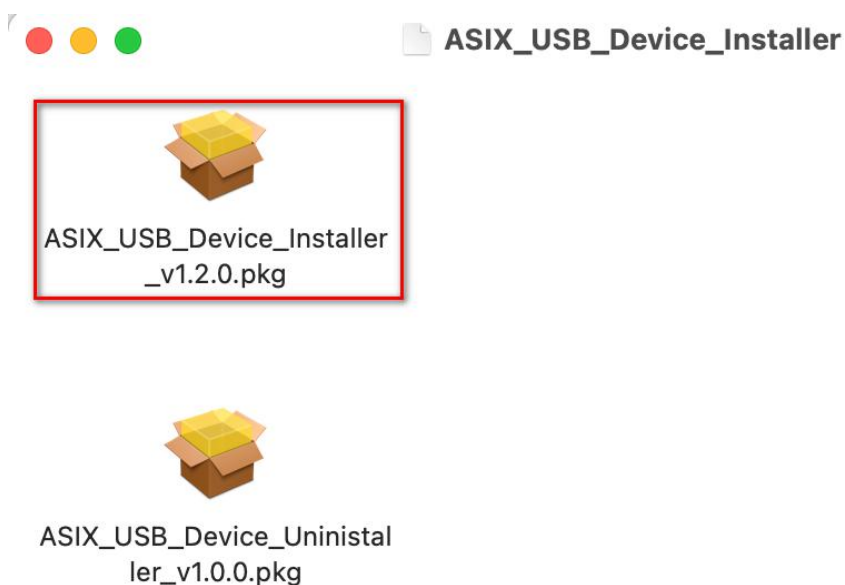 ASIX_USB_Device_Installer
ASIX_USB_Device_Installer
_v1.2.0.pkg
ASIX_USB_Device_Uninistal
ler_v1.0.0.pkg